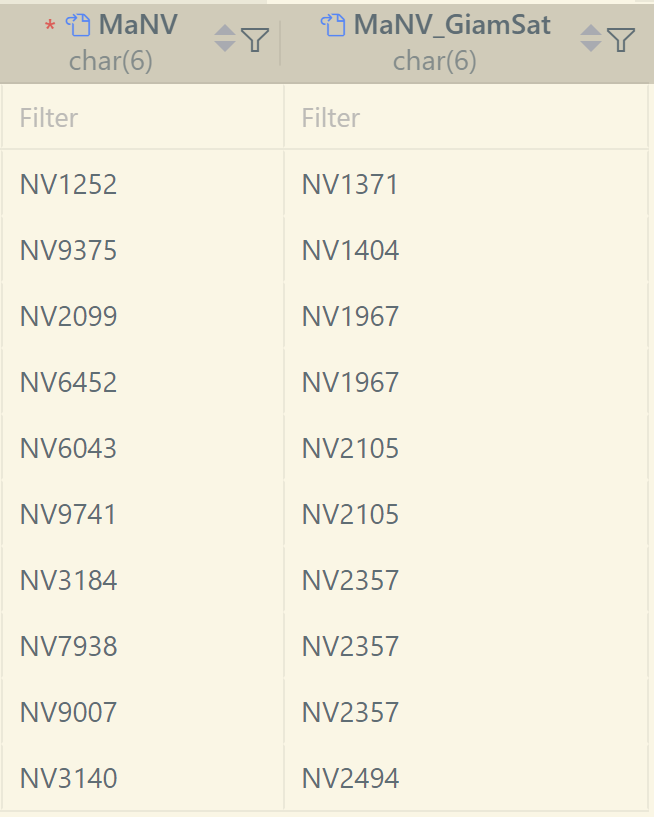 * MaNV MaNV_GiamSat
char(6) char(6)
Filter Filter
NV1252 NV1371
NV9375 NV1404
NV2099 NV1967
NV6452 NV1967
NV6043 NV2105
NV9741 NV2105
NV3184 NV2357
NV7938 NV2357
NV9007 NV2357
NV3140 NV2494